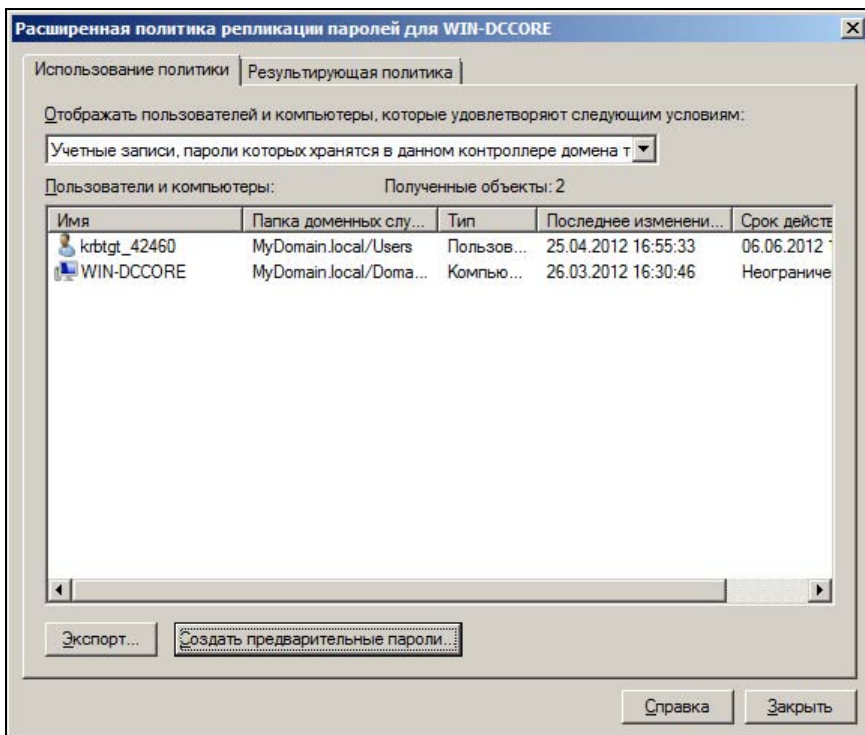 Расширенная политика репликации паролей для WIN-DCCORE
Использование политики Результирующая политика
Отображать пользователей и компьютеры, которые удовлетворяют следующим условиям:
Учетные записи, пароли которых хранятся в данном контроллере домена т
Пользователи и компьютеры: Полученные объекты: 2
Имя Папка доменных слу... Тип Последнее изменени... Срок действ
krbtgt_42460 MyDomain.local/Users Пользов... 25.04.2012 16:55:33 06.06.2012 1
WIN-DCCORE MyDomain.local/Doma... Компью... 26.03.2012 16:30:46 Неограниче
Экспорт... Создать предварительные пароли...
Справка Закрыть